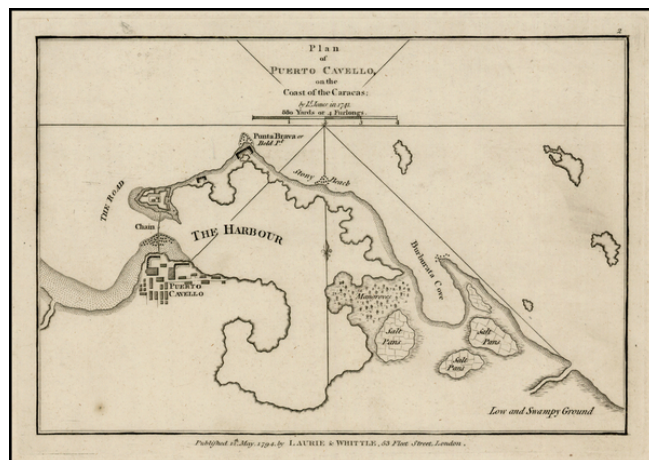 2
Plan
of
PUERTO CAVELLO,
on the
Coast of the Caracas;
880 Yards or 4 Furlongs.
Punta Brava or
Bold Pt.
THE ROAD
Stony Beach
Chain
THE HARBOUR
Burburata Cove
PUERTO
CAVELLO
Mangroves
Salt
Pans
Salt
Pans
Salt
Pans
Low and Swampy Ground
Published 12th. May, 1794, by LAURIE & WHITTLE, 53 Fleet Street, London.